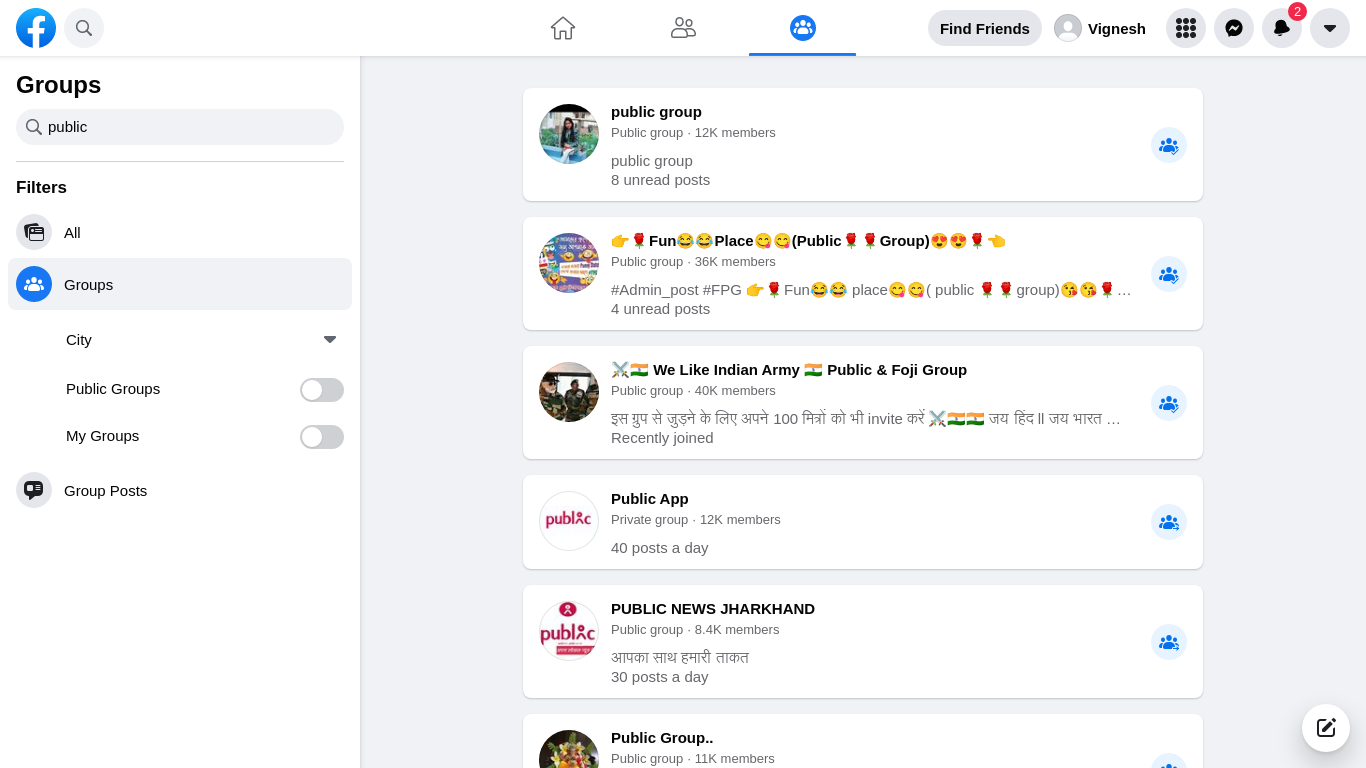 Find Friends
Vignesh
2
Groups
public
Filters
All
Groups
City
Public Groups
My Groups
Group Posts
public group
Public group · 12K members
public group
8 unread posts
👉🌹Fun😂😂Place😋😋(Public🌹🌹Group)😍😍🌹👈
Public group · 36K members
#Admin_post #FPG 👉🌹Fun😂😂 place😋😋( public 🌹🌹group)😘😘🌹…
4 unread posts
⚔️🇮🇳 We Like Indian Army 🇮🇳 Public & Foji Group
Public group · 40K members
इस ग्रुप से जुड़ने के लिए अपने 100 मित्रों को भी invite करें ⚔️🇮🇳🇮🇳 जय हिंद ll जय भारत …
Recently joined
public
Public App
Private group · 12K members
40 posts a day
public
PUBLIC NEWS JHARKHAND
Public group · 8.4K members
आपका साथ हमारी ताकत
30 posts a day
Public Group..
Public group · 11K members